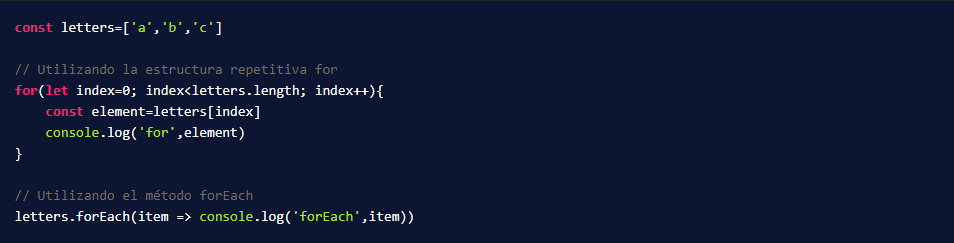 const letters=['a','b','c']

// Utilizando la estructura repetitiva for
for(let index=0; index<letters.length; index++){
    const element=letters[index]
    console.log('for',element)
}

// Utilizando el método forEach
letters.forEach(item => console.log('forEach',item))